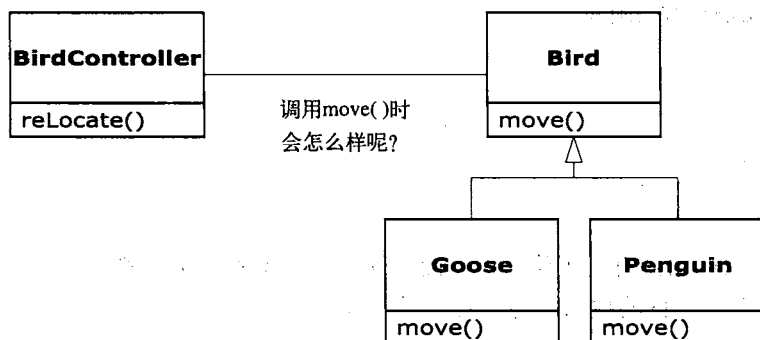 BirdController
reLocate()
调用move( )时
会怎么样呢?
Bird
move()
Goose
move()
Penguin
move()